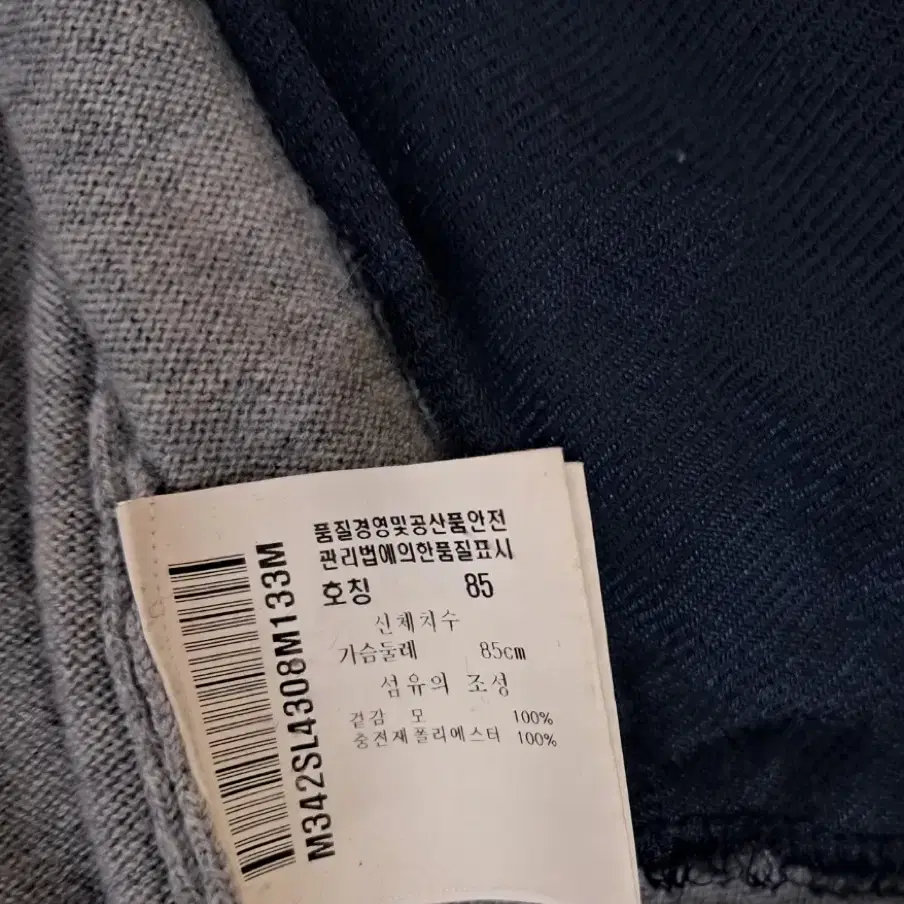 품질경영및공산품안전
관리법에의한품질표시
호칭 85
신체치수
가슴둘레 85cm
섬유의 조성
겉감 모 100%
충전재폴리에스터 100%
M342SL4308M133M